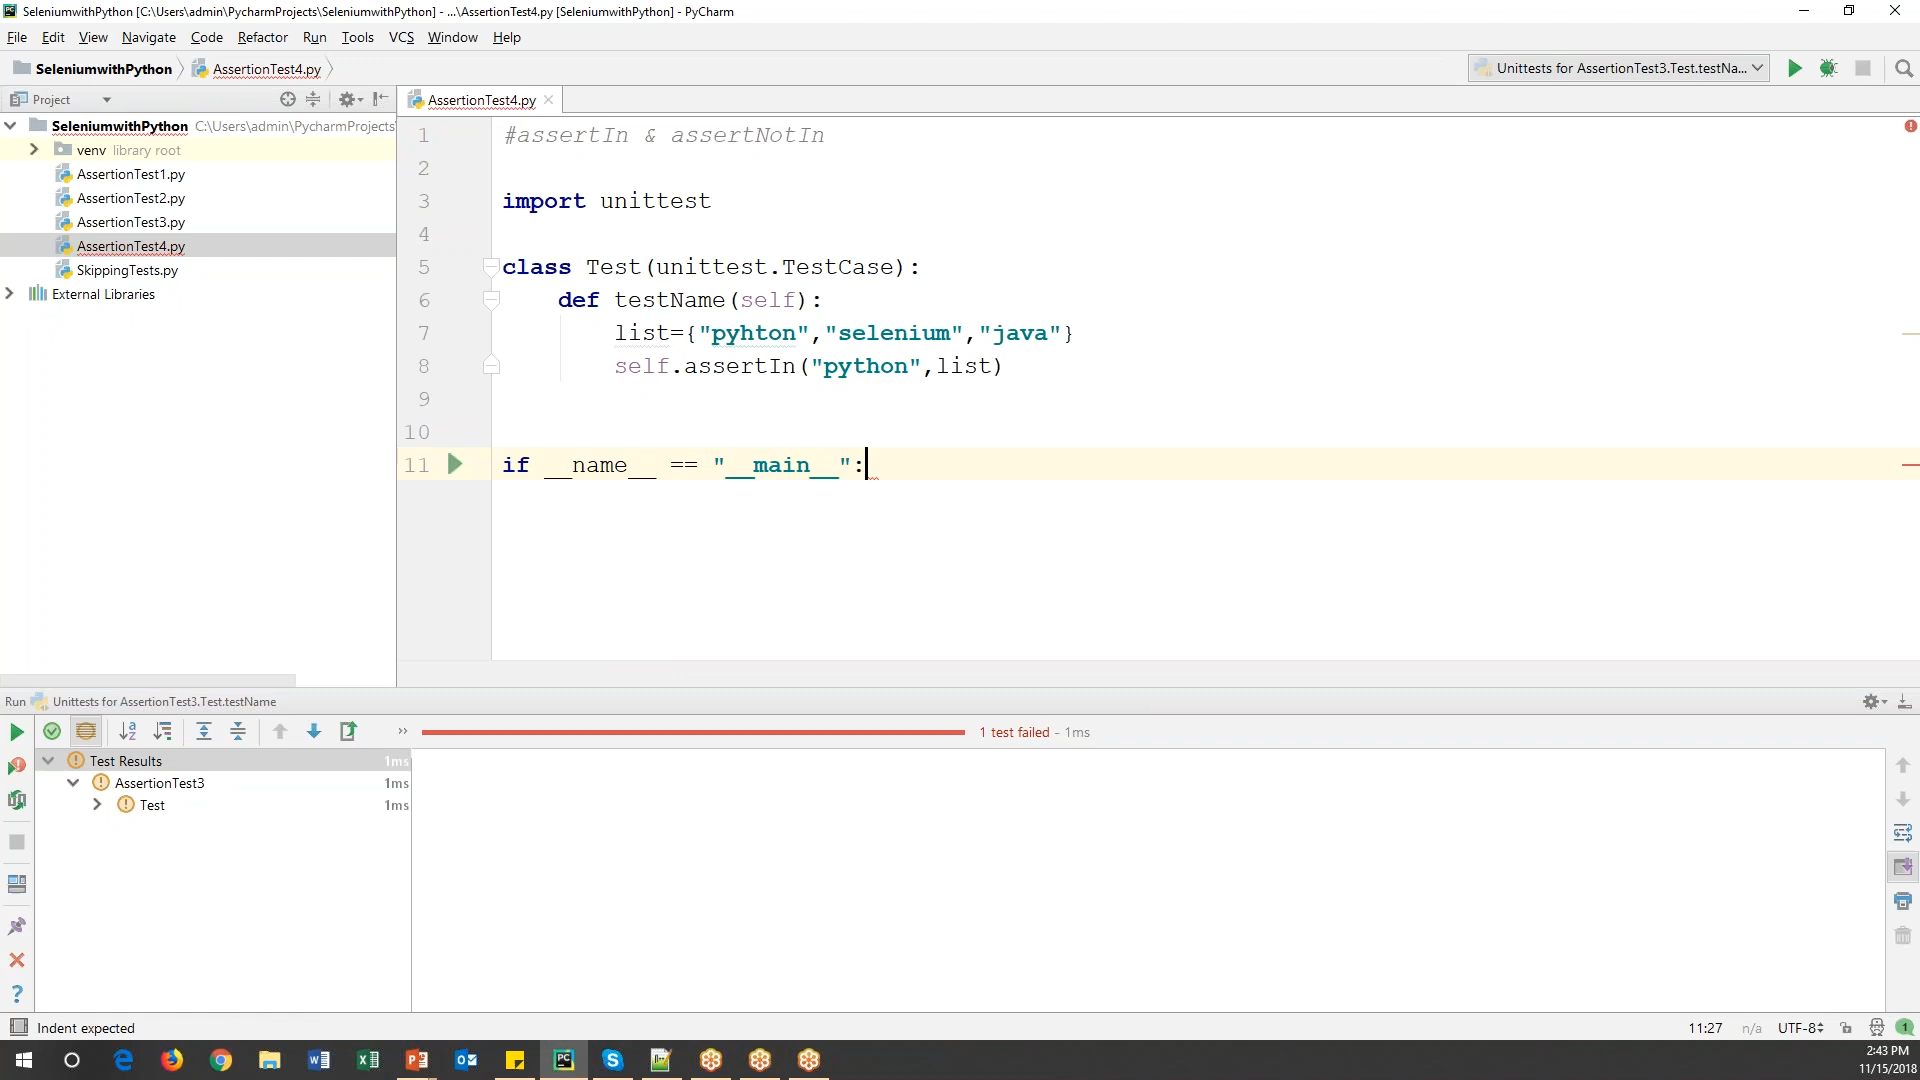 SeleniumwithPython [C:\Users\admin\PycharmProjects\SeleniumwithPython] - ...\AssertionTest4.py [SeleniumwithPython] - PyCharm
File Edit View Navigate Code Refactor Run Tools VCS Window Help
SeleniumwithPython AssertionTest4.py Unittests for AssertionTest3.Test.testNa...
Project AssertionTest4.py
SeleniumwithPython C:\Users\admin\PycharmProjects
venv library root
AssertionTest1.py
AssertionTest2.py
AssertionTest3.py
AssertionTest4.py
SkippingTests.py
External Libraries
1 #assertIn & assertNotIn
2
3 import unittest
4
5 class Test(unittest.TestCase):
6 def testName(self):
7 list={"pyhton","selenium","java"}
8 self.assertIn("python",list)
9
10
11 if __name__ == "__main__":
Run Unittests for AssertionTest3.Test.testName
1 test failed - 1ms
Test Results 1ms
AssertionTest3 1ms
Test 1ms
Indent expected 11:27 n/a UTF-8 1
2:43 PM
11/15/2018